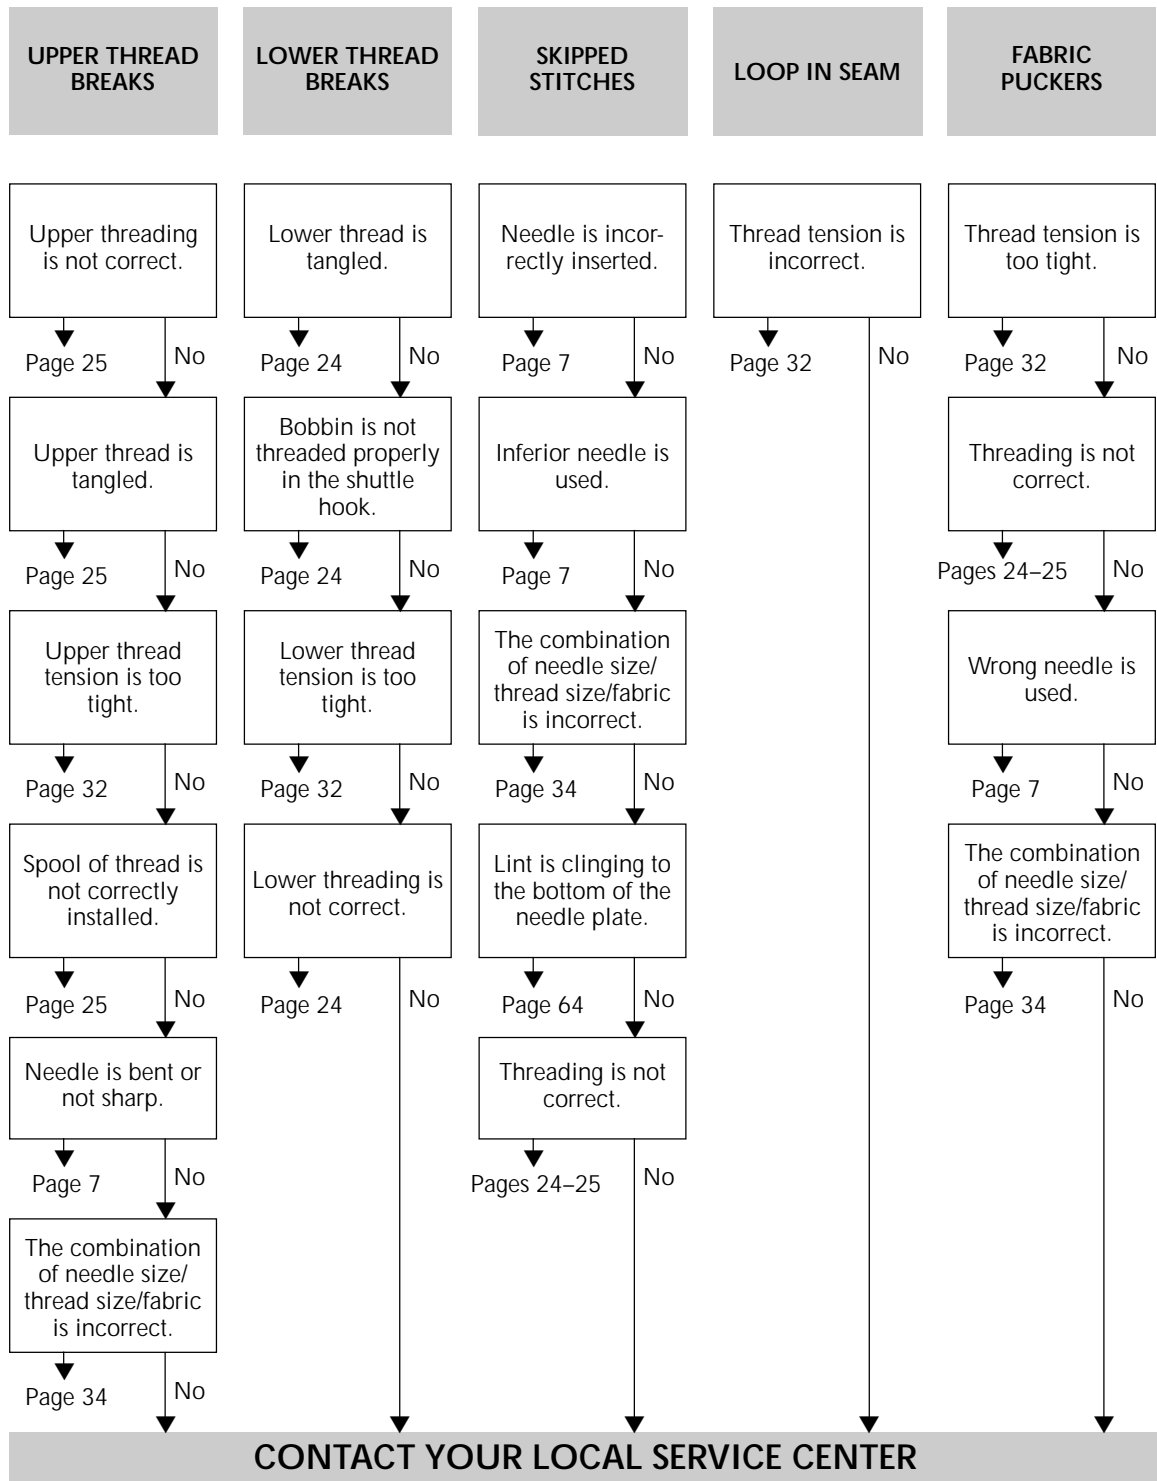 UPPER THREAD
BREAKS
LOWER THREAD
BREAKS
SKIPPED
STITCHES
LOOP IN SEAM
FABRIC
PUCKERS
Upper threading
is not correct.
Page 25
No
Upper thread is
tangled.
Page 25
No
Upper thread
tension is too
tight.
Page 32
No
Spool of thread is
not correctly
installed.
Page 25
No
Needle is bent or
not sharp.
Page 7
No
The combination
of needle size/
thread size/fabric
is incorrect.
Page 34
No
Lower thread is
tangled.
Page 24
No
Bobbin is not
threaded properly
in the shuttle
hook.
Page 24
No
Lower thread
tension is too
tight.
Page 32
No
Lower threading is
not correct.
Page 24
No
Needle is incor-
rectly inserted.
Page 7
No
Inferior needle is
used.
Page 7
No
The combination
of needle size/
thread size/fabric
is incorrect.
Page 34
No
Lint is clinging to
the bottom of the
needle plate.
Page 64
No
Threading is not
correct.
Pages 24–25
No
Thread tension is
incorrect.
Page 32
No
Thread tension is
too tight.
Page 32
No
Threading is not
correct.
Pages 24–25
No
Wrong needle is
used.
Page 7
No
The combination
of needle size/
thread size/fabric
is incorrect.
Page 34
No
CONTACT YOUR LOCAL SERVICE CENTER